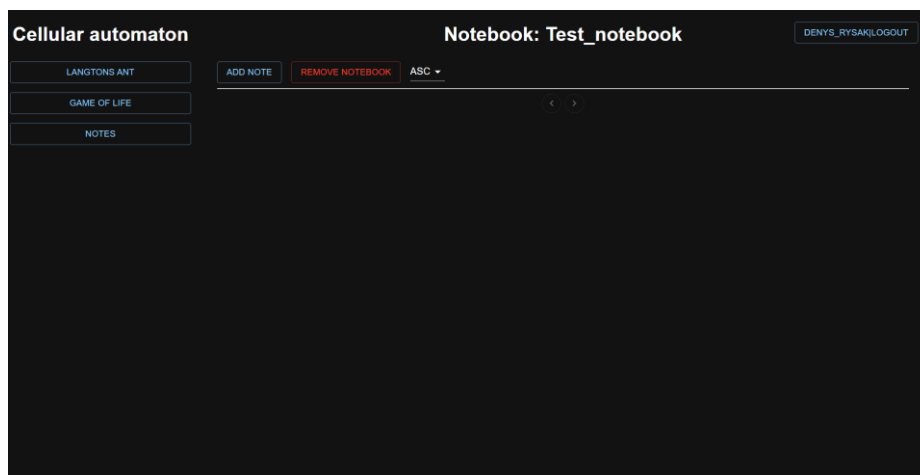 Cellular automaton
Notebook: Test_notebook
DENYS_RYSAK|LOGOUT
LANGTONS ANT
GAME OF LIFE
NOTES
ADD NOTE
REMOVE NOTEBOOK
ASC